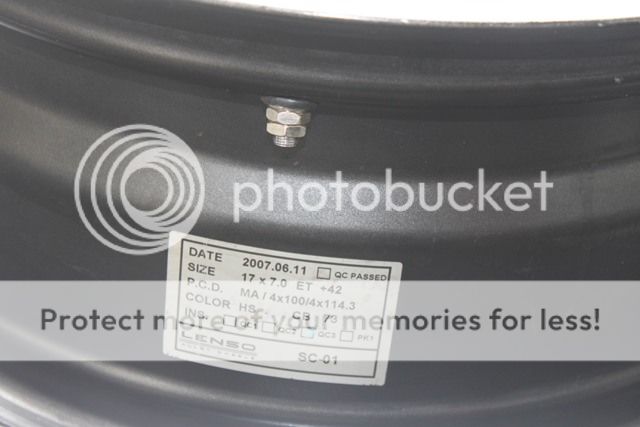 photobucket
DATE 2007.06.11 QC PASSED
SIZE 17 x 7.0 ET +42
P.C.D. MA / 4x100/4x114.3
COLOR HS CB 73
INS. QC1 QC2 QC3 PK1
LENSO SC-01
Protect more of your memories for less!